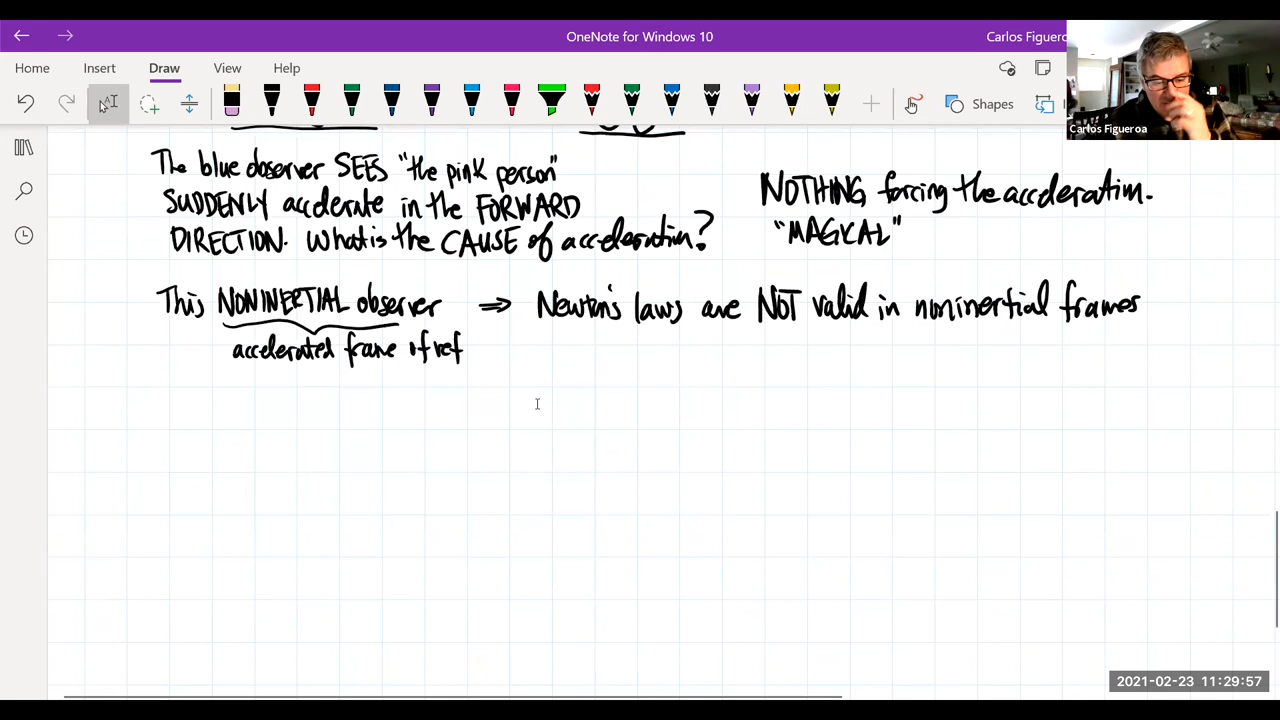 OneNote for Windows 10
Carlos Figuero
Home Insert Draw View Help
Shapes
Carlos Figueroa
The blue observer SEES "the pink person"
SUDDENLY accelerate in the FORWARD
DIRECTION. What is the CAUSE of acceleration?
NOTHING forcing the acceleration.
"MAGICAL"
This NONINERTIAL observer ⇒ Newton's laws are NOT valid in noninertial frames
accelerated frame of ref
2021-02-23 11:29:57